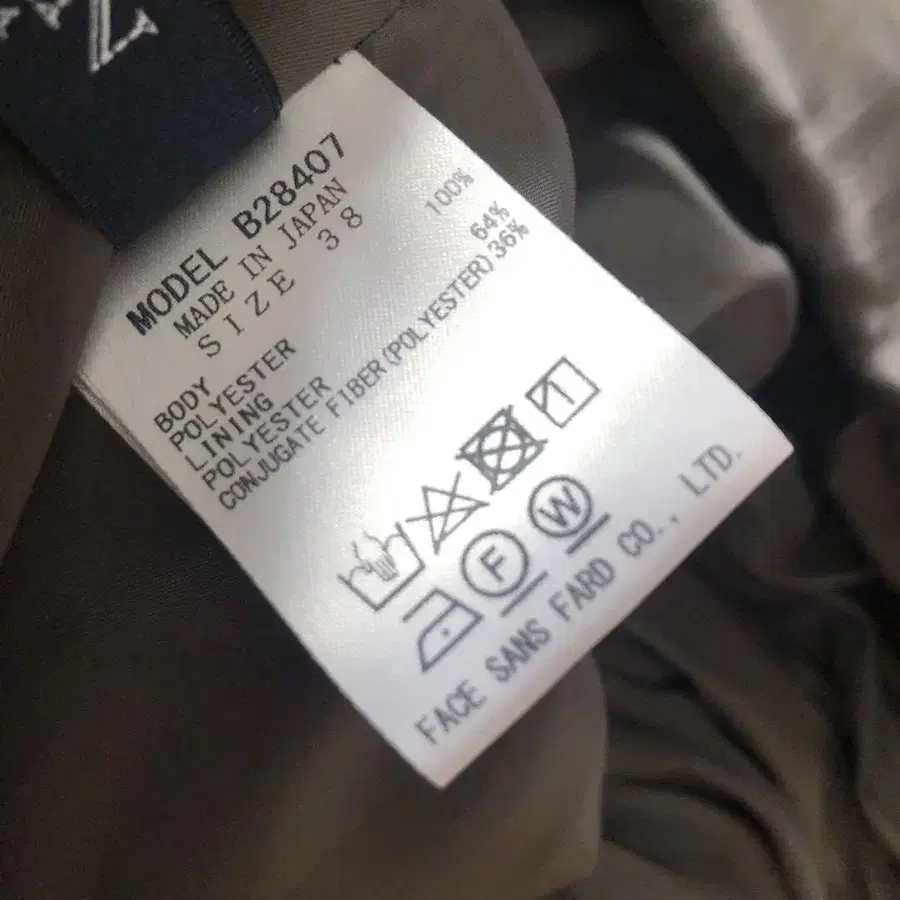 MODEL B28407
MADE IN JAPAN
SIZE 38
BODY
POLYESTER 100%
LINING
POLYESTER 64%
CONJUGATE FIBER(POLYESTER)36%
F W
FACE SANS FARD CO., LTD.